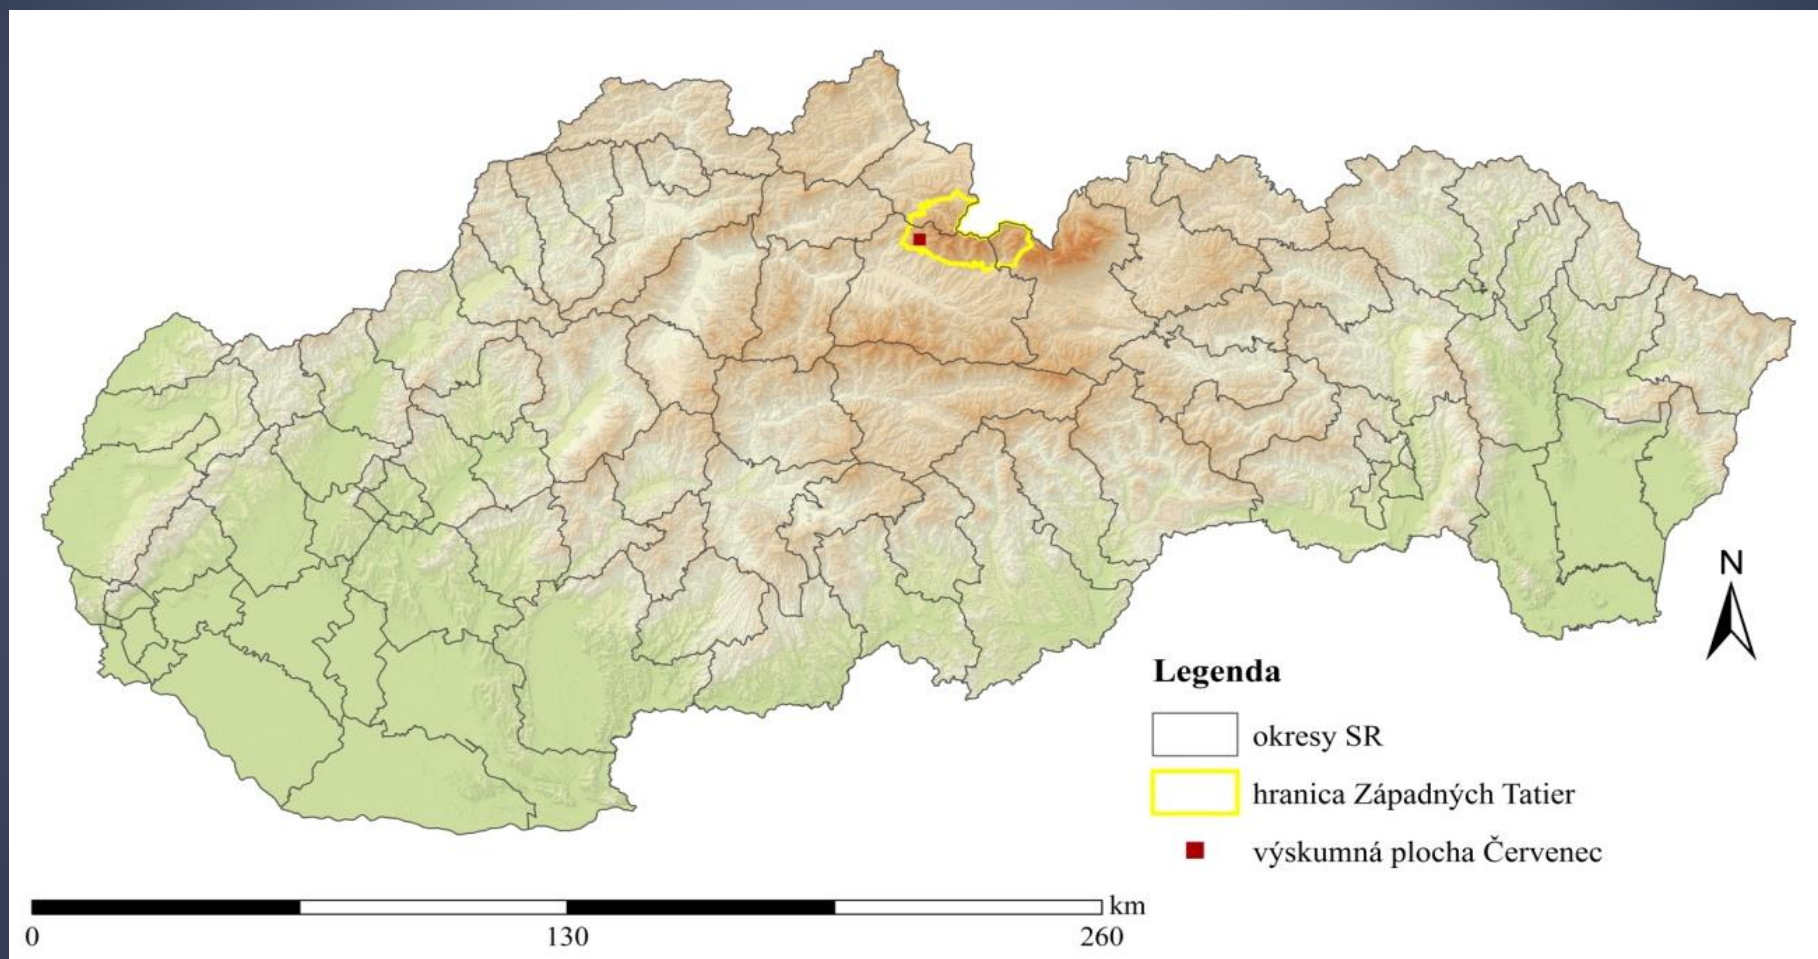 N
Legenda
okresy SR
hranica Západných Tatier
výskumná plocha Červenec
km
0 130 260